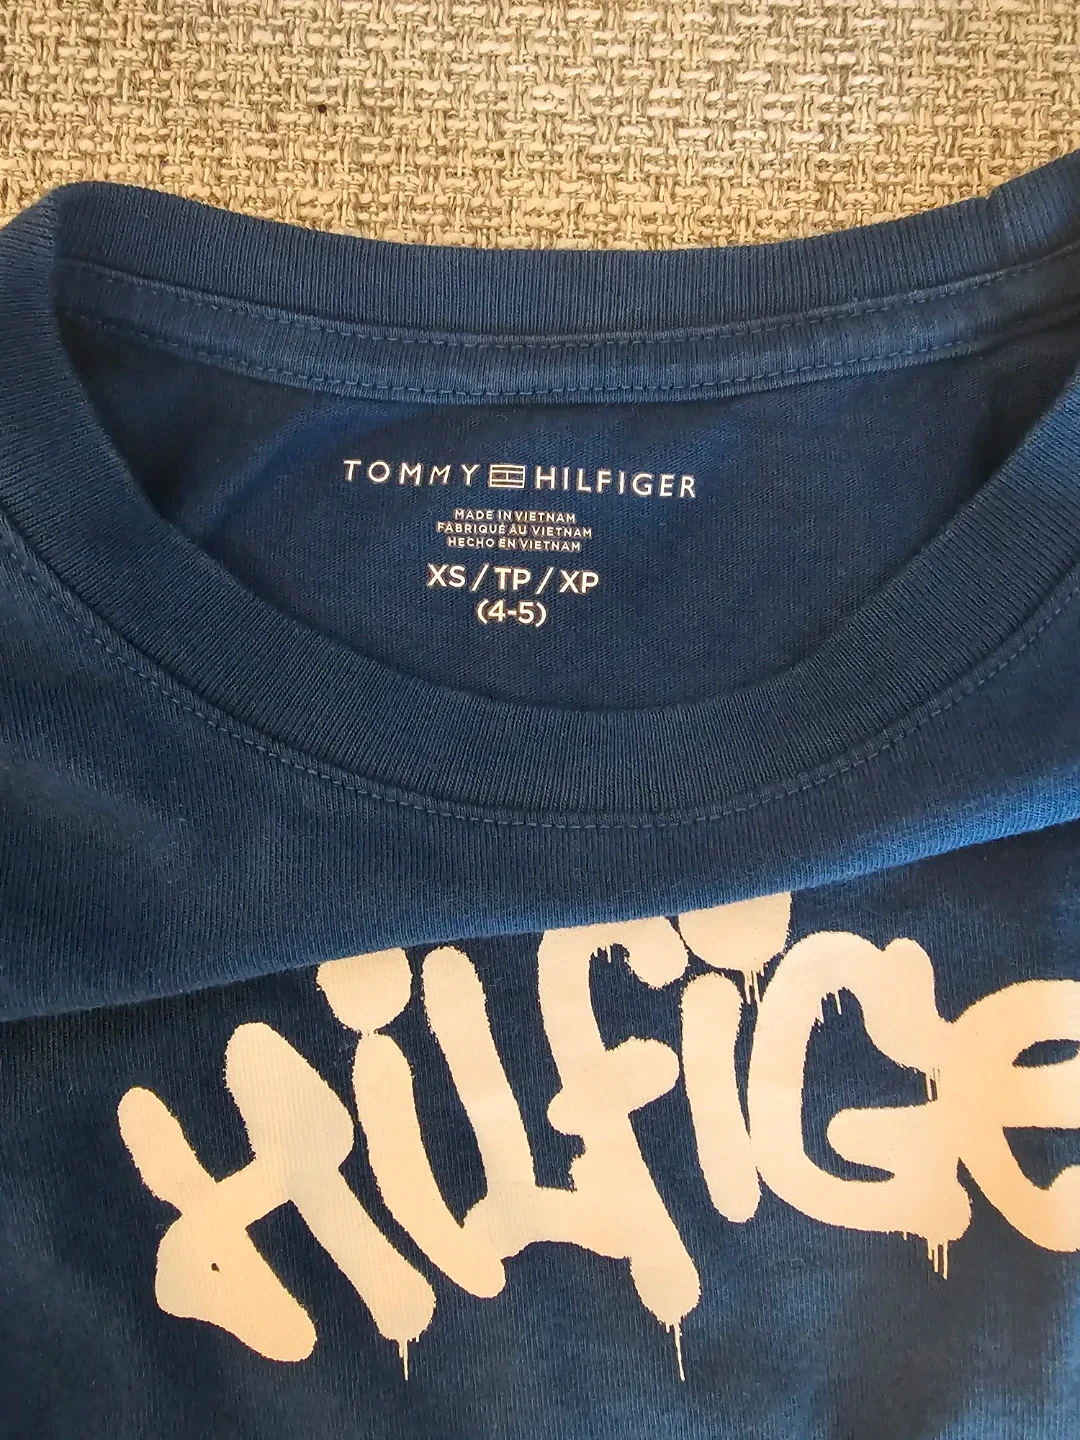 TOMMY HILFIGER
MADE IN VIETNAM
FABRIQUÉ AU VIETNAM
HECHO EN VIETNAM
XS / TP / XP
(4-5)
HiLfiGe